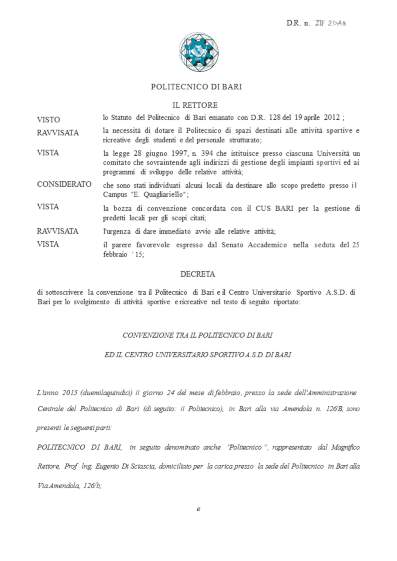 D.R. n.
POLITECNICO DI BARI
IL RETTORE
VISTO lo Statuto del Politecnico di Bari emanato con D.R. 128 del 19 aprile 2012 ;
RAVVISATA la necessità di dotare il Politecnico di spazi destinati alle attività sportive e
ricreative degli studenti e del personale strutturato;
VISTA la legge 28 giugno 1997, n. 394 che istituisce presso ciascuna Università un
comitato che sovraintende agli indirizzi di gestione degli impianti sportivi ed ai
programmi di sviluppo delle relative attività;
CONSIDERATO che sono stati individuati alcuni locali da destinare allo scopo predetto presso il
Campus "E. Quagliariello";
VISTA la bozza di convenzione concordata con il CUS BARI per la gestione di
predetti locali per gli scopi citati;
RAVVISATA l'urgenza di dare immediato avvio alle relative attività;
VISTA il parere favorevole espresso dal Senato Accademico nella seduta del 25
febbraio '15;
DECRETA
di sottoscrivere la convenzione tra il Politecnico di Bari e il Centro Universitario Sportivo A.S.D. di
Bari per lo svolgimento di attività sportive e ricreative nel testo di seguito riportato:
CONVENZIONE TRA IL POLITECNICO DI BARI
ED IL CENTRO UNIVERSITARIO SPORTIVO A.S.D. DI BARI
L'anno 2015 (duemilaquindici) il giorno 24 del mese di febbraio, presso la sede dell'Amministrazione
Centrale del Politecnico di Bari (di seguito: il Politecnico), in Bari alla via Amendola n. 126/B, sono
presenti le seguenti parti:
POLITECNICO DI BARI, in seguito denominato anche "Politecnico", rappresentato dal Magnifico
Rettore, Prof Ing. Eugenio Di Sciascio, domiciliato per la carica presso la sede del Politecnico in Bari alla
Via Amendola, 126/b;
e